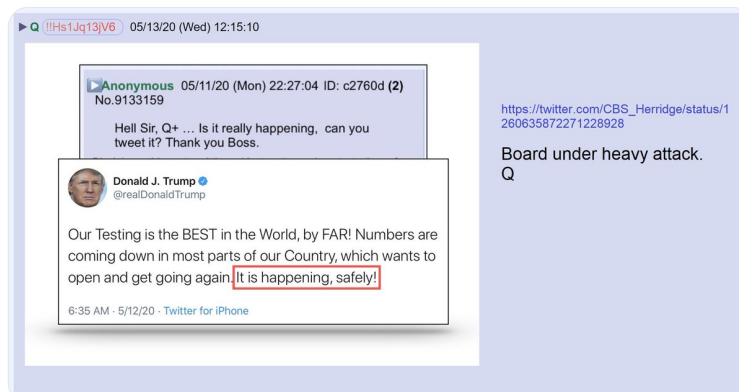 Q !!Hs1Jq13jV6 05/13/20 (Wed) 12:15:10
Anonymous 05/11/20 (Mon) 22:27:04 ID: c2760d (2)
No.9133159
Hell Sir, Q+ … Is it really happening, can you
tweet it? Thank you Boss.
Donald J. Trump
@realDonaldTrump
Our Testing is the BEST in the World, by FAR! Numbers are
coming down in most parts of our Country, which wants to
open and get going again. It is happening, safely!
6:35 AM · 5/12/20 · Twitter for iPhone
https://twitter.com/CBS_Herridge/status/1
260635872271228928
Board under heavy attack.
Q